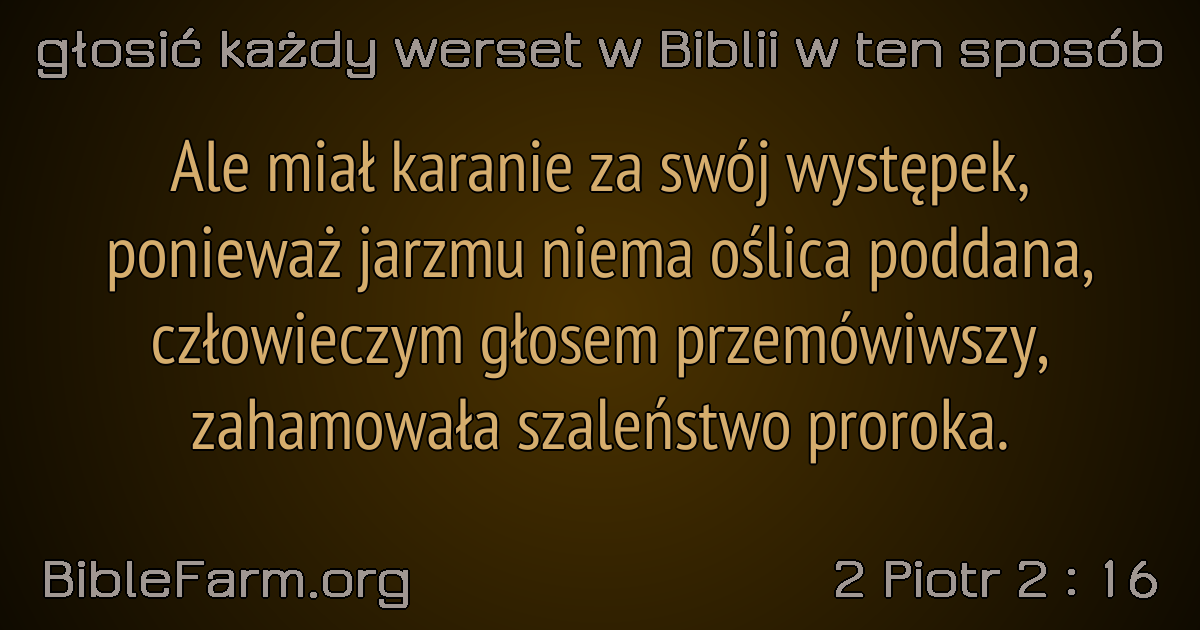 głosić każdy werset w Biblii w ten sposób
Ale miał karanie za swój występek,
ponieważ jarzmu niema oślica poddana,
człowieczym głosem przemówiwszy,
zahamowała szaleństwo proroka.
BibleFarm.org
2 Piotr 2 : 16